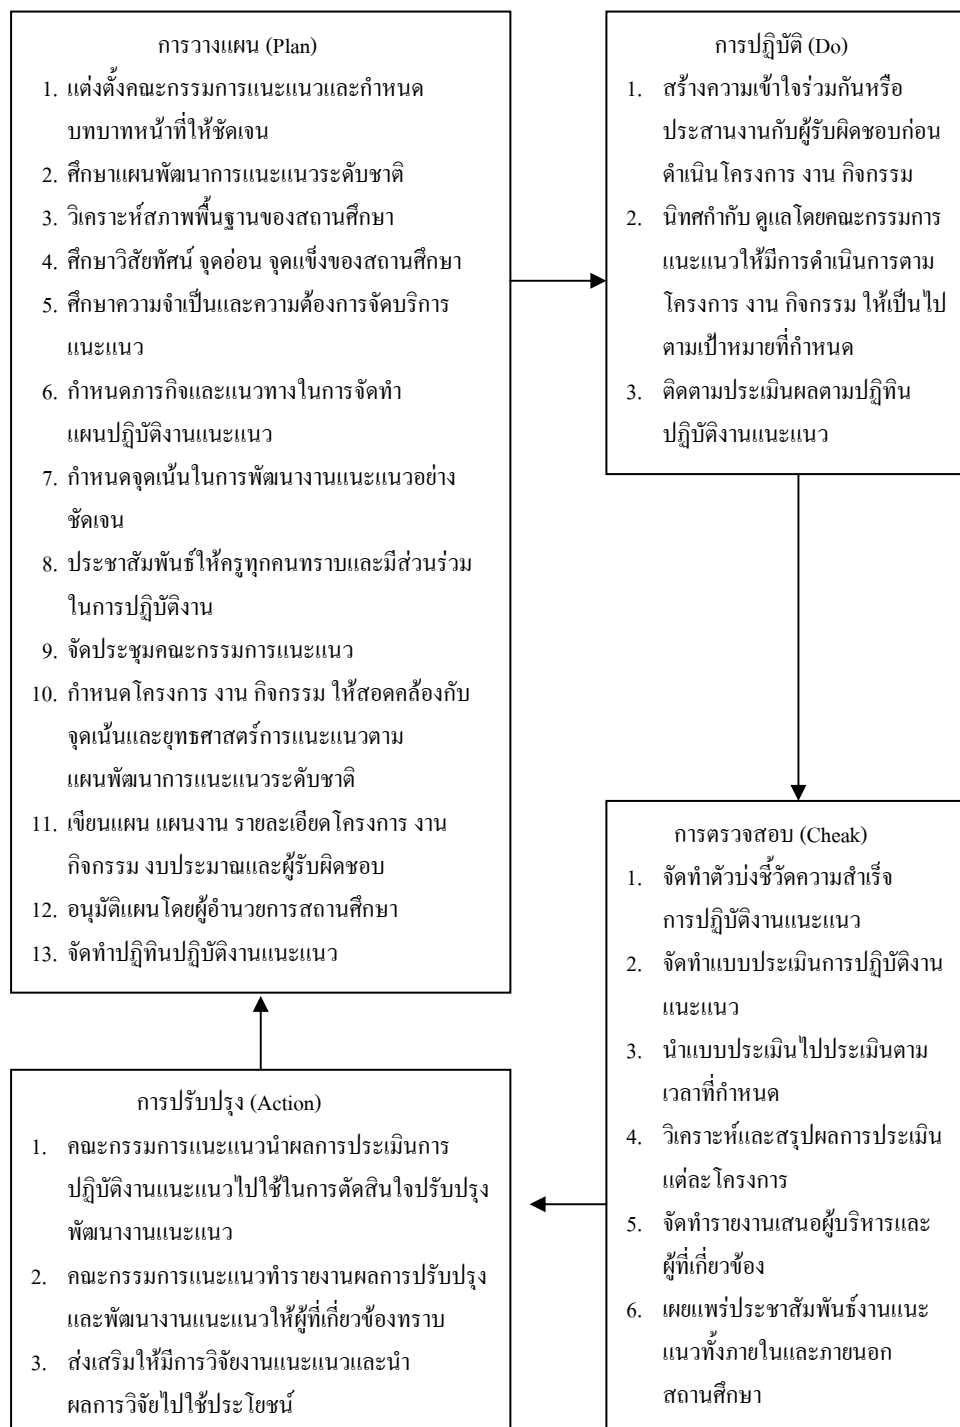 การวางแผน (Plan)
1. แต่งตั้งคณะกรรมการแนะแนวและกำหนด
บทบาทหน้าที่ให้ชัดเจน
2. ศึกษาแผนพัฒนาการแนะแนวระดับชาติ
3. วิเคราะห์สภาพพื้นฐานของสถานศึกษา
4. ศึกษาวิสัยทัศน์ จุดอ่อน จุดแข็งของสถานศึกษา
5. ศึกษาความจำเป็นและความต้องการจัดบริการ
แนะแนว
6. กำหนดภารกิจและแนวทางในการจัดทำ
แผนปฏิบัติงานแนะแนว
7. กำหนดจุดเน้นในการพัฒนางานแนะแนวอย่าง
ชัดเจน
8. ประชาสัมพันธ์ให้ครูทุกคนทราบและมีส่วนร่วม
ในการปฏิบัติงาน
9. จัดประชุมคณะกรรมการแนะแนว
10. กำหนดโครงการ งาน กิจกรรม ให้สอดคล้องกับ
จุดเน้นและยุทธศาสตร์การแนะแนวตาม
แผนพัฒนาการแนะแนวระดับชาติ
11. เขียนแผน แผนงาน รายละเอียดโครงการ งาน
กิจกรรม งบประมาณและผู้รับผิดชอบ
12. อนุมัติแผนโดยผู้อำนวยการสถานศึกษา
13. จัดทำปฏิทินปฏิบัติงานแนะแนว
การปฏิบัติ (Do)
1. สร้างความเข้าใจร่วมกันหรือ
ประสานงานกับผู้รับผิดชอบก่อน
ดำเนินโครงการ งาน กิจกรรม
2. นิทศกำกับ ดูแลโดยคณะกรรมการ
แนะแนวให้มีการดำเนินการตาม
โครงการ งาน กิจกรรม ให้เป็นไป
ตามเป้าหมายที่กำหนด
3. ติดตามประเมินผลตามปฏิทิน
ปฏิบัติงานแนะแนว
การตรวจสอบ (Cheak)
1. จัดทำตัวบ่งชี้วัดความสำเร็จ
การปฏิบัติงานแนะแนว
2. จัดทำแบบประเมินการปฏิบัติงาน
แนะแนว
3. นำแบบประเมินไปประเมินตาม
เวลาที่กำหนด
4. วิเคราะห์และสรุปผลการประเมิน
แต่ละโครงการ
5. จัดทำรายงานเสนอผู้บริหารและ
ผู้ที่เกี่ยวข้อง
6. เผยแพร่ประชาสัมพันธ์งานแนะ
แนวทั้งภายในและภายนอก
สถานศึกษา
การปรับปรุง (Action)
1. คณะกรรมการแนะแนวนำผลการประเมินการ
ปฏิบัติงานแนะแนวไปใช้ในการตัดสินใจปรับปรุง
พัฒนางานแนะแนว
2. คณะกรรมการแนะแนวทำรายงานผลการปรับปรุง
และพัฒนางานแนะแนวให้ผู้ที่เกี่ยวข้องทราบ
3. ส่งเสริมให้มีการวิจัยงานแนะแนวและนำ
ผลการวิจัยไปใช้ประโยชน์